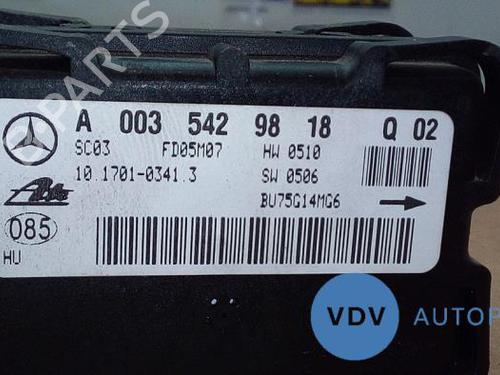 PARTS
A 003 542 98 18 Q 02
SC03 FD05M07 HW 0510
10.1701-0341.3 SW 0506
Ate BU75G14MG6
085
HU
VDV AUTOP